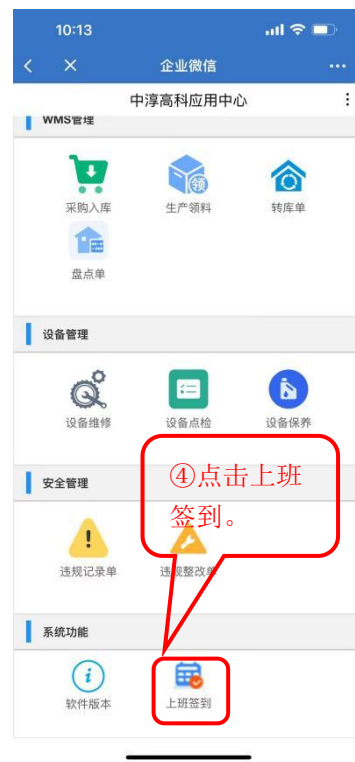 10:13
企业微信
中淳高科应用中心
WMS管理
采购入库 生产领料 转库单
领
盘点单
设备管理
设备维修 设备点检 设备保养
④点击上班
签到。
安全管理
违规记录单 违规整改单
系统功能
软件版本 上班签到